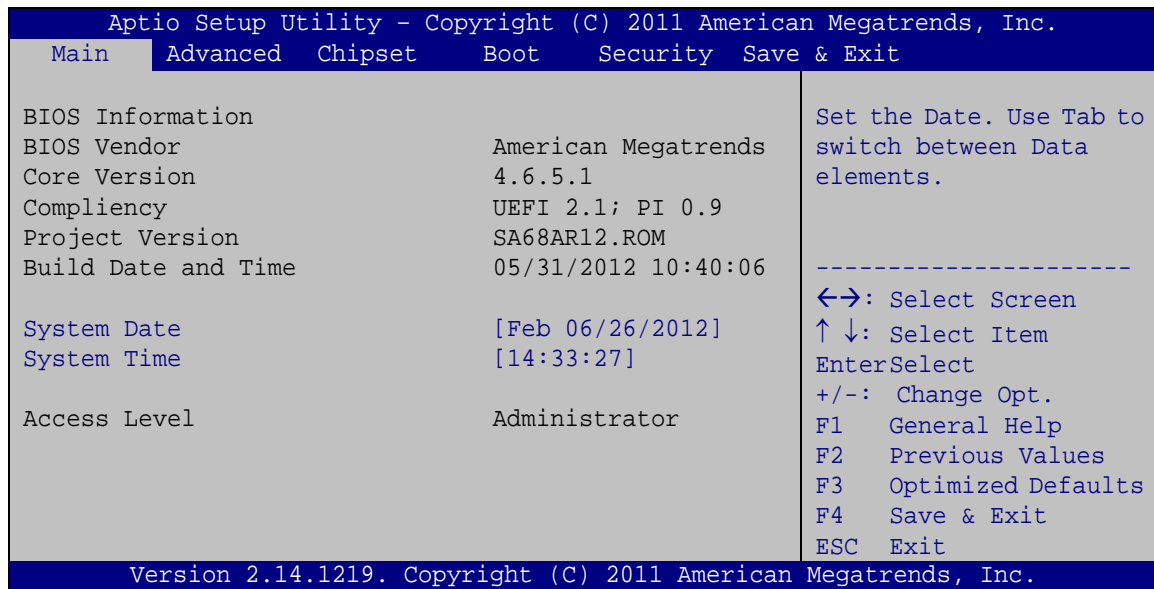 Aptio Setup Utility – Copyright (C) 2011 American Megatrends, Inc.
Main Advanced Chipset Boot Security Save & Exit
BIOS Information
BIOS Vendor American Megatrends
Core Version 4.6.5.1
Compliency UEFI 2.1; PI 0.9
Project Version SA68AR12.ROM
Build Date and Time 05/31/2012 10:40:06
System Date [Feb 06/26/2012]
System Time [14:33:27]
Access Level Administrator
Set the Date. Use Tab to
switch between Data
elements.
----------------------
←→: Select Screen
↑ ↓: Select Item
EnterSelect
+/-: Change Opt.
F1 General Help
F2 Previous Values
F3 Optimized Defaults
F4 Save & Exit
ESC Exit
Version 2.14.1219. Copyright (C) 2011 American Megatrends, Inc.